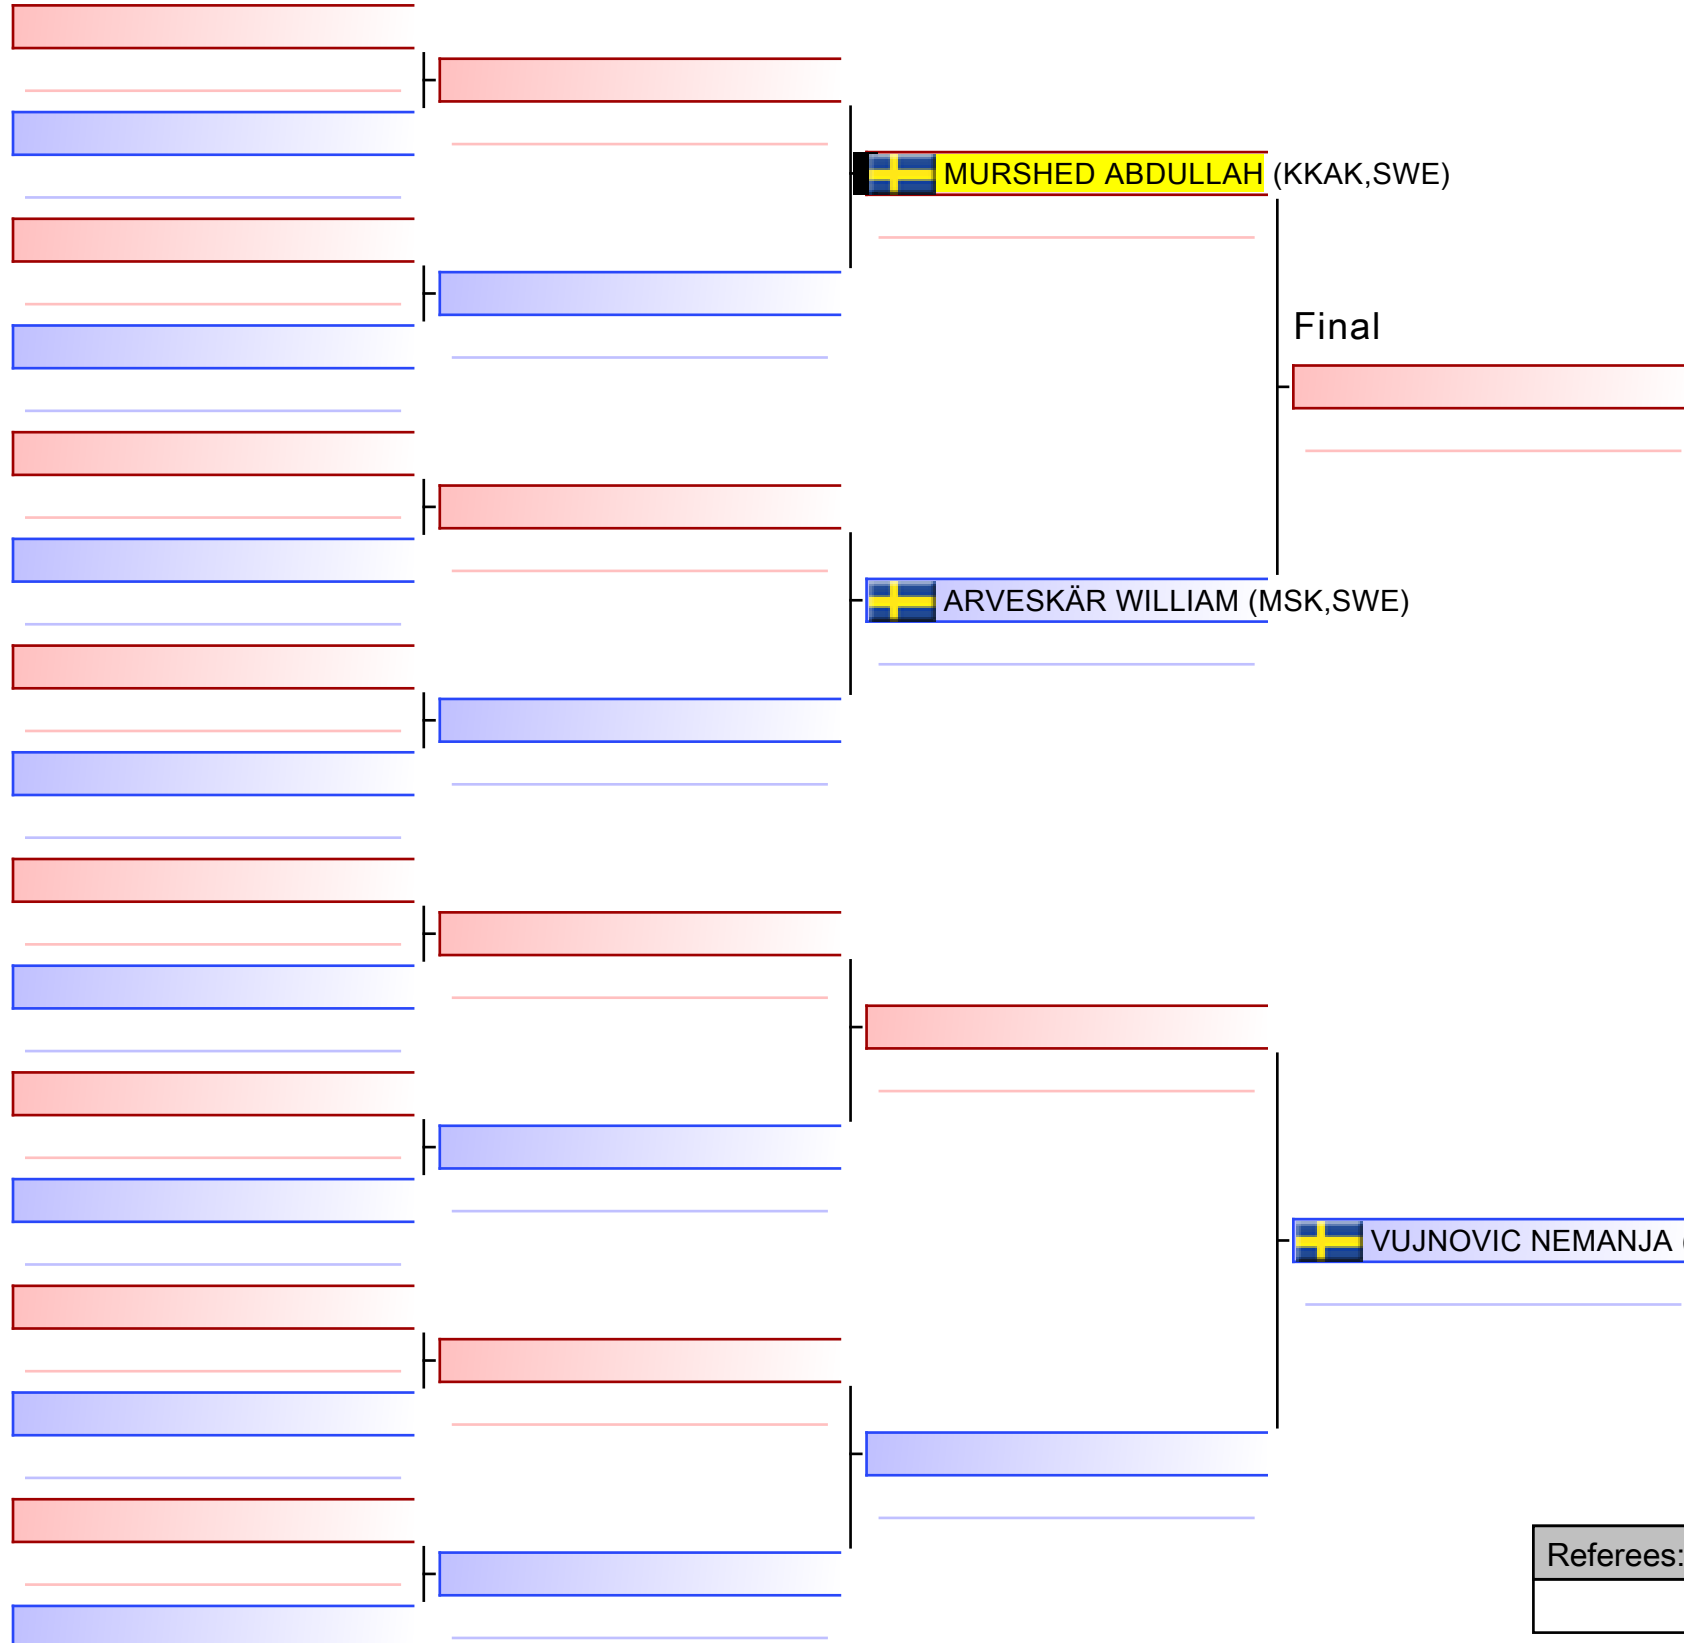 MURSHED ABDULLAH (KKAK,SWE)
Final
ARVESKÄR WILLIAM (MSK,SWE)
VUJNOVIC NEMANJA (
Referees: